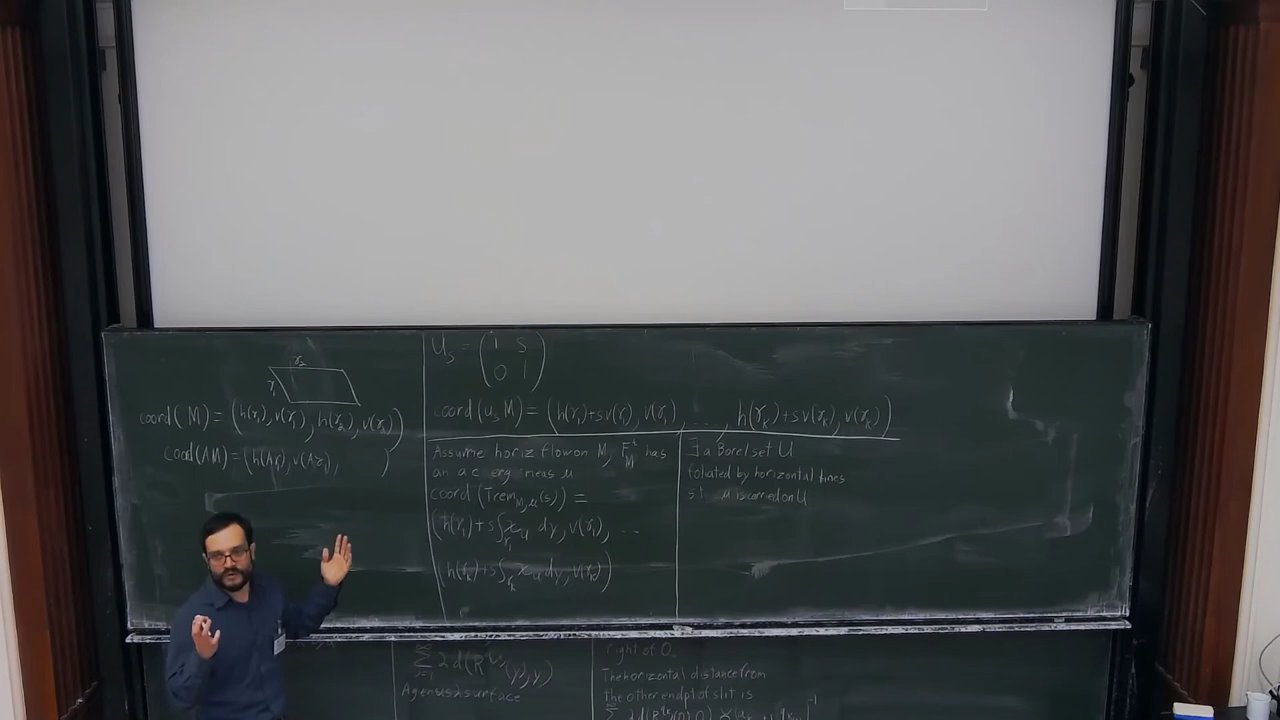 γ₂
γ₁
coord(M) = (h(γ₁), v(γ₁), h(γ₂), v(γ₂))
Coord(AM) = (h(Aγ₁), v(Aγ₁),      )
U_s = (1 s
0 1)
coord(u_s M) = (h(γ₁)+sv(γ₁), v(γ₁), ..., h(γ_k)+sv(γ_k), v(γ_k))
Assume horiz flow on M, F_M^t has
an a c erg meas μ
coord(Trem_{M,μ}(s)) =
(h(γ₁)+s∫_{γ₁} χ_U dy, v(γ₁), ...
h(γ_k)+s∫_{γ_k} χ_U dy, v(γ_k))
∃ a Borel set U
foliated by horizontal lines
s.t. μ is carried on U
A genus 2 surface
right of 0.
The horizontal distance from
the other endpt of slit is